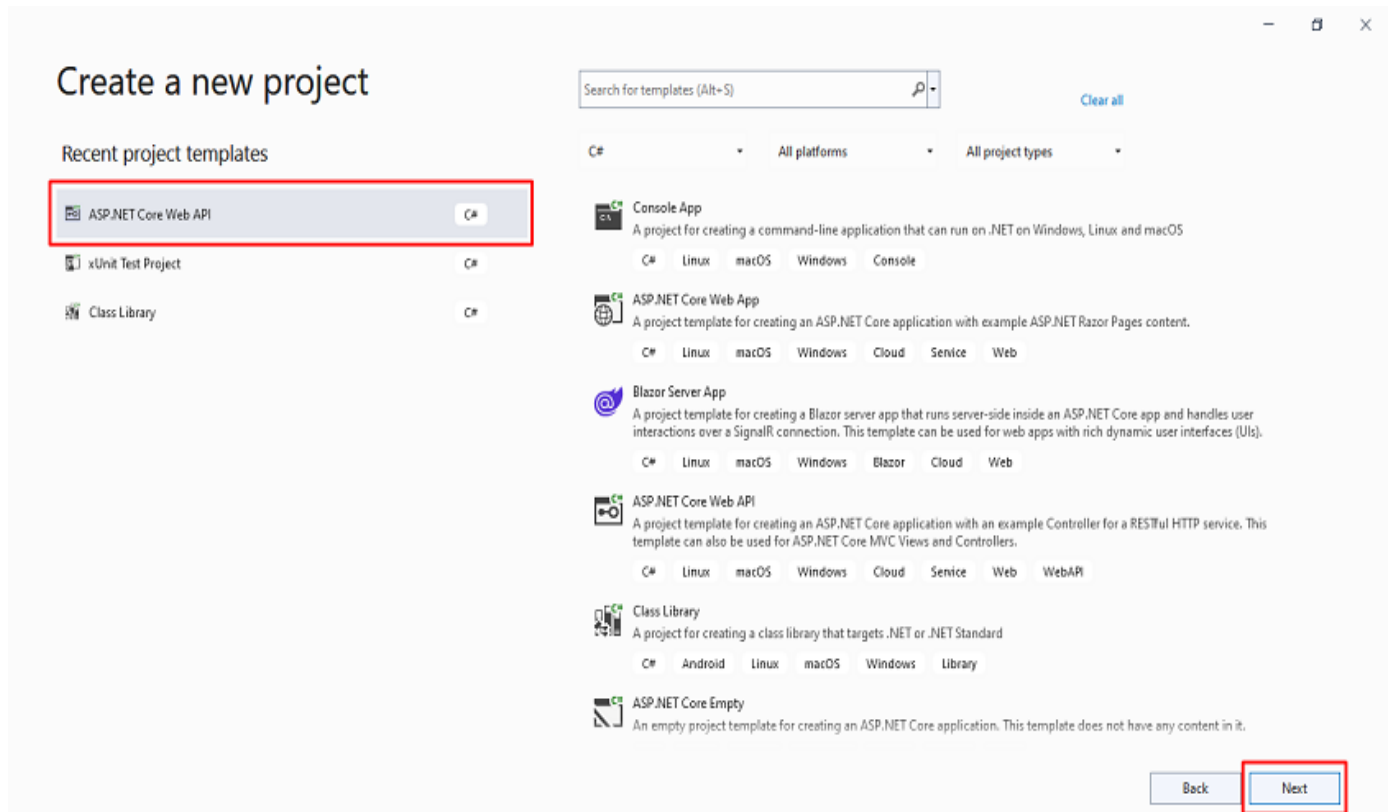 Create a new project
Recent project templates
ASP.NET Core Web API C#
xUnit Test Project C#
Class Library C#
Search for templates (Alt+S)
Clear all
C# All platforms All project types
Console App
A project for creating a command-line application that can run on .NET on Windows, Linux and macOS
C# Linux macOS Windows Console
ASP.NET Core Web App
A project template for creating an ASP.NET Core application with example ASP.NET Razor Pages content.
C# Linux macOS Windows Cloud Service Web
Blazor Server App
A project template for creating a Blazor server app that runs server-side inside an ASP.NET Core app and handles user
interactions over a SignalR connection. This template can be used for web apps with rich dynamic user interfaces (UIs).
C# Linux macOS Windows Blazor Cloud Web
ASP.NET Core Web API
A project template for creating an ASP.NET Core application with an example Controller for a RESTful HTTP service. This
template can also be used for ASP.NET Core MVC Views and Controllers.
C# Linux macOS Windows Cloud Service Web WebAPI
Class Library
A project for creating a class library that targets .NET or .NET Standard
C# Android Linux macOS Windows Library
ASP.NET Core Empty
An empty project template for creating an ASP.NET Core application. This template does not have any content in it.
Back Next